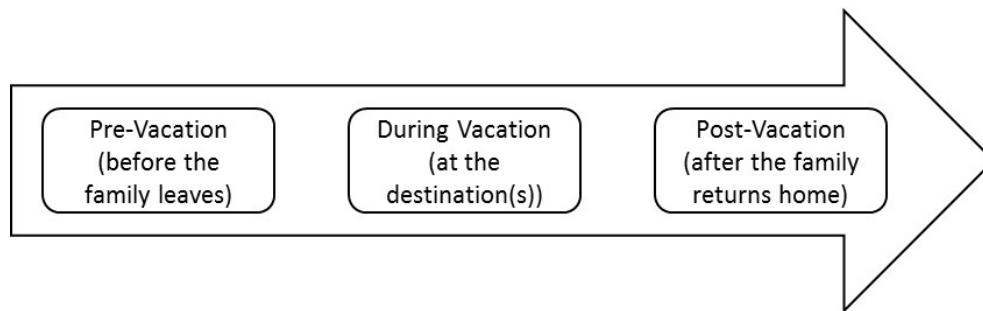 Pre-Vacation
(before the
family leaves)
During Vacation
(at the
destination(s))
Post-Vacation
(after the family
returns home)